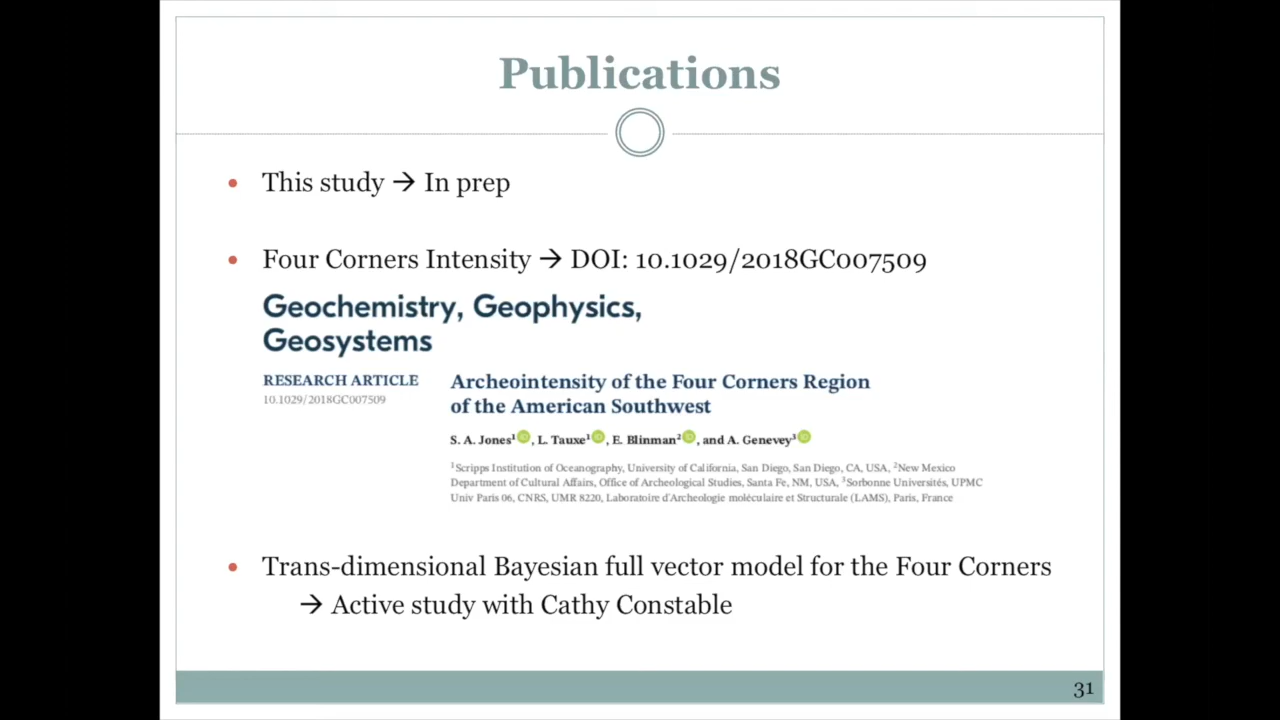 Publications
• This study → In prep
• Four Corners Intensity → DOI: 10.1029/2018GC007509
Geochemistry, Geophysics,
Geosystems
RESEARCH ARTICLE
10.1029/2018GC007509
Archeointensity of the Four Corners Region
of the American Southwest
S. A. Jones¹ iD, L. Tauxe¹ iD, E. Blinman² iD, and A. Genevey³ iD
¹Scripps Institution of Oceanography, University of California, San Diego, San Diego, CA, USA, ²New Mexico
Department of Cultural Affairs, Office of Archeological Studies, Santa Fe, NM, USA, ³Sorbonne Universités, UPMC
Univ Paris 06, CNRS, UMR 8220, Laboratoire d'Archeologie moléculaire et Structurale (LAMS), Paris, France
• Trans-dimensional Bayesian full vector model for the Four Corners
→ Active study with Cathy Constable
31